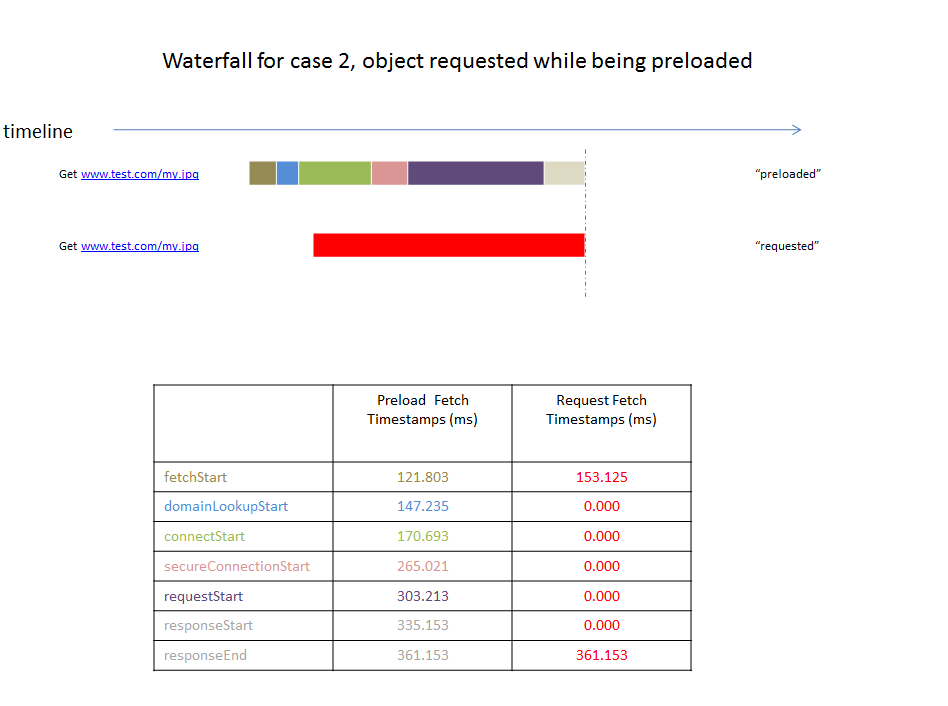 Waterfall for case 2, object requested while being preloaded
timeline
Get www.test.com/my.jpg “preloaded”
Get www.test.com/my.jpg “requested”
Preload Fetch Timestamps (ms)
Request Fetch Timestamps (ms)
fetchStart 121.803 153.125
domainLookupStart 147.235 0.000
connectStart 170.693 0.000
secureConnectionStart 265.021 0.000
requestStart 303.213 0.000
responseStart 335.153 0.000
responseEnd 361.153 361.153